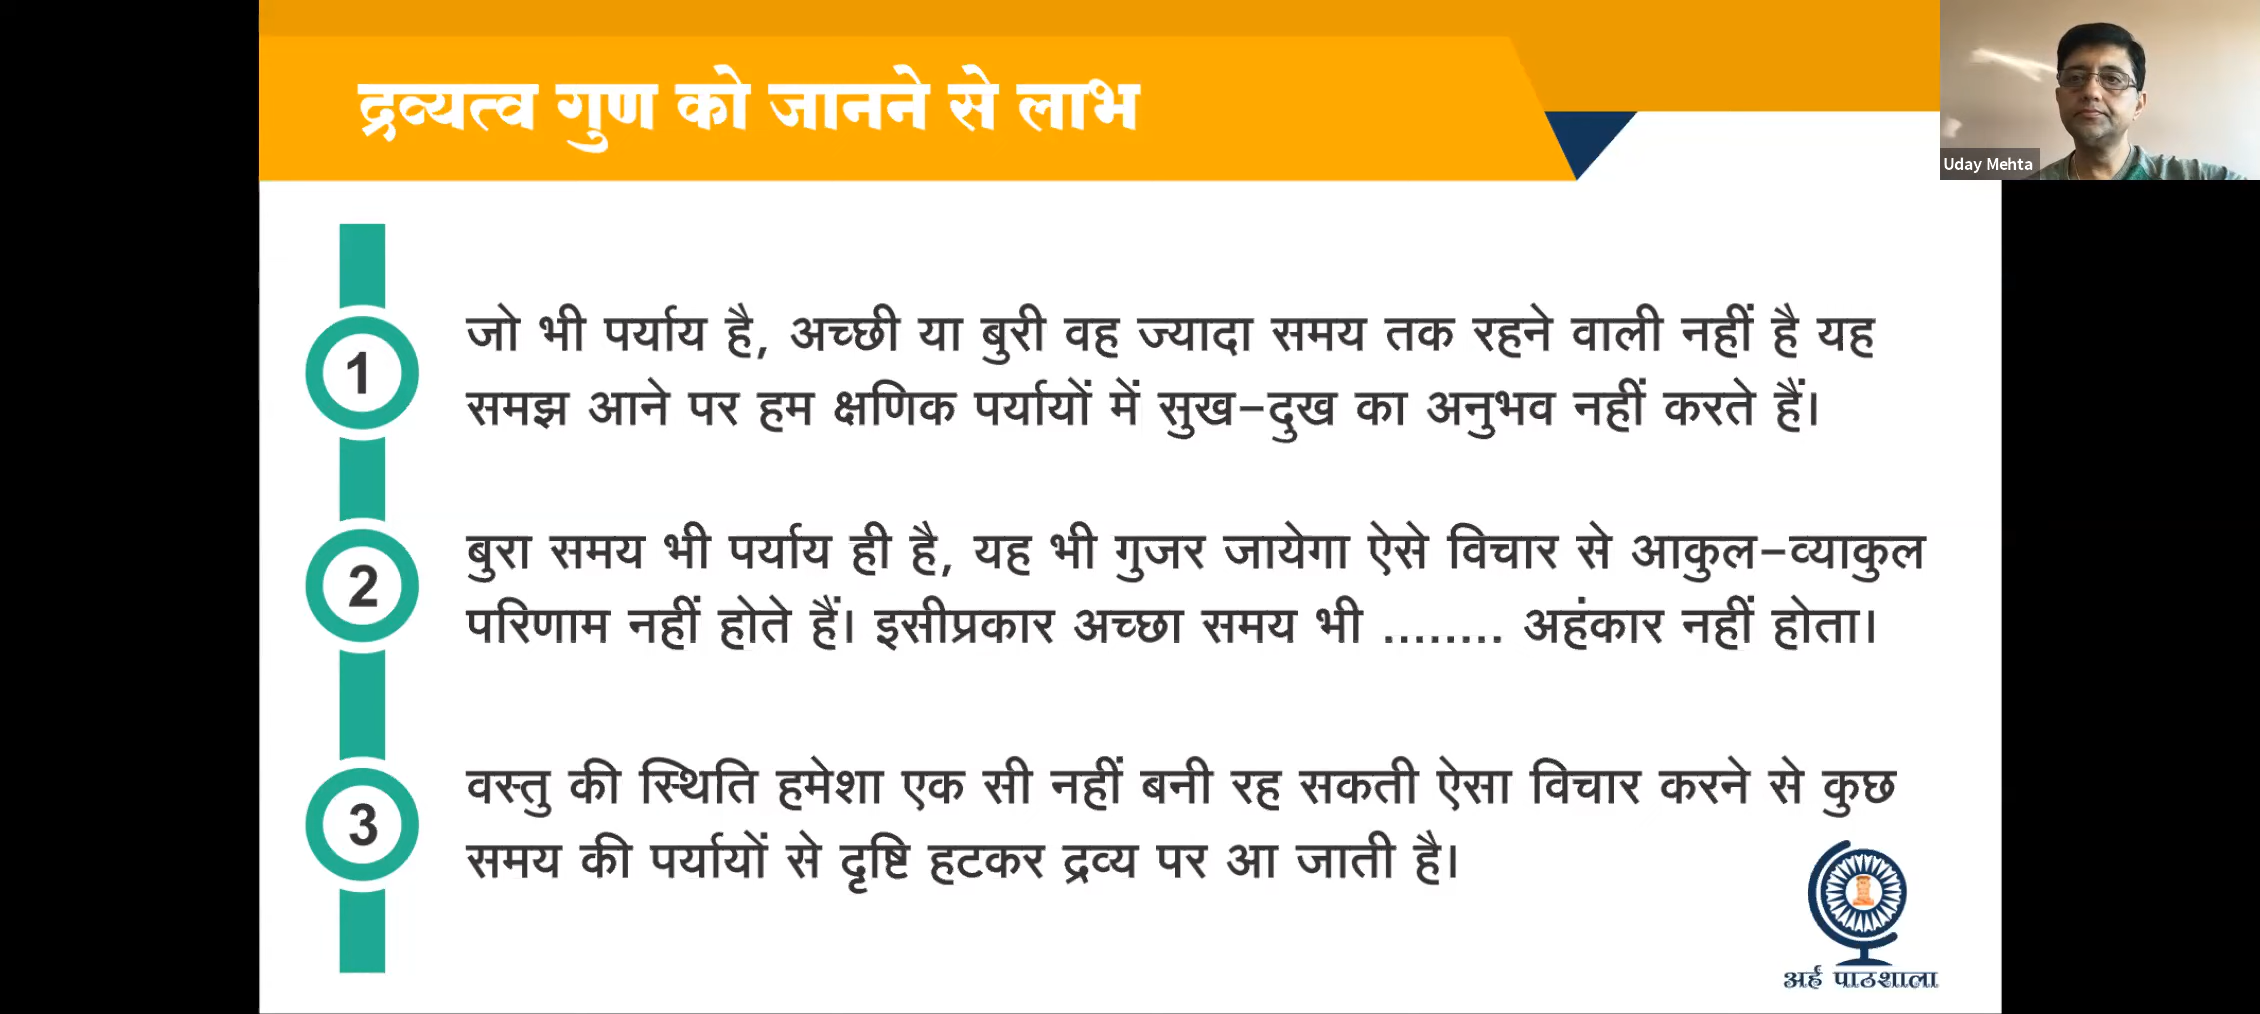 द्रव्यत्व गुण को जानने से लाभ
Uday Mehta
1
जो भी पर्याय है, अच्छी या बुरी वह ज्यादा समय तक रहने वाली नहीं है यह
समझ आने पर हम क्षणिक पर्यायों में सुख-दुख का अनुभव नहीं करते हैं।
2
बुरा समय भी पर्याय ही है, यह भी गुजर जायेगा ऐसे विचार से आकुल-व्याकुल
परिणाम नहीं होते हैं। इसीप्रकार अच्छा समय भी ........ अहंकार नहीं होता।
3
वस्तु की स्थिति हमेशा एक सी नहीं बनी रह सकती ऐसा विचार करने से कुछ
समय की पर्यायों से दृष्टि हटकर द्रव्य पर आ जाती है।
अर्ह पाठशाला